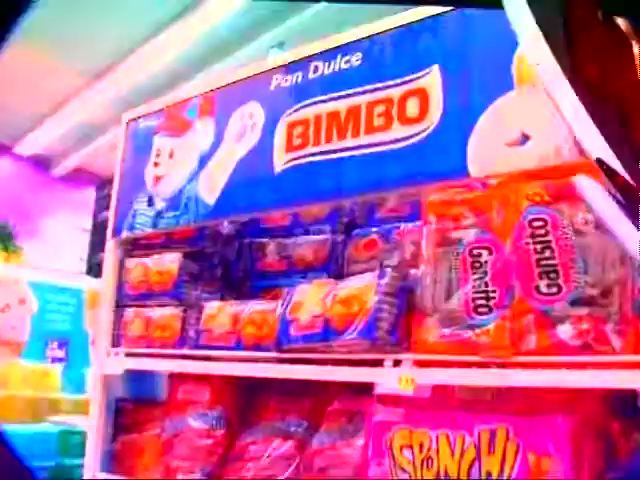 Pan Dulce
BIMBO
Gansito
Gansito
SPONCH!